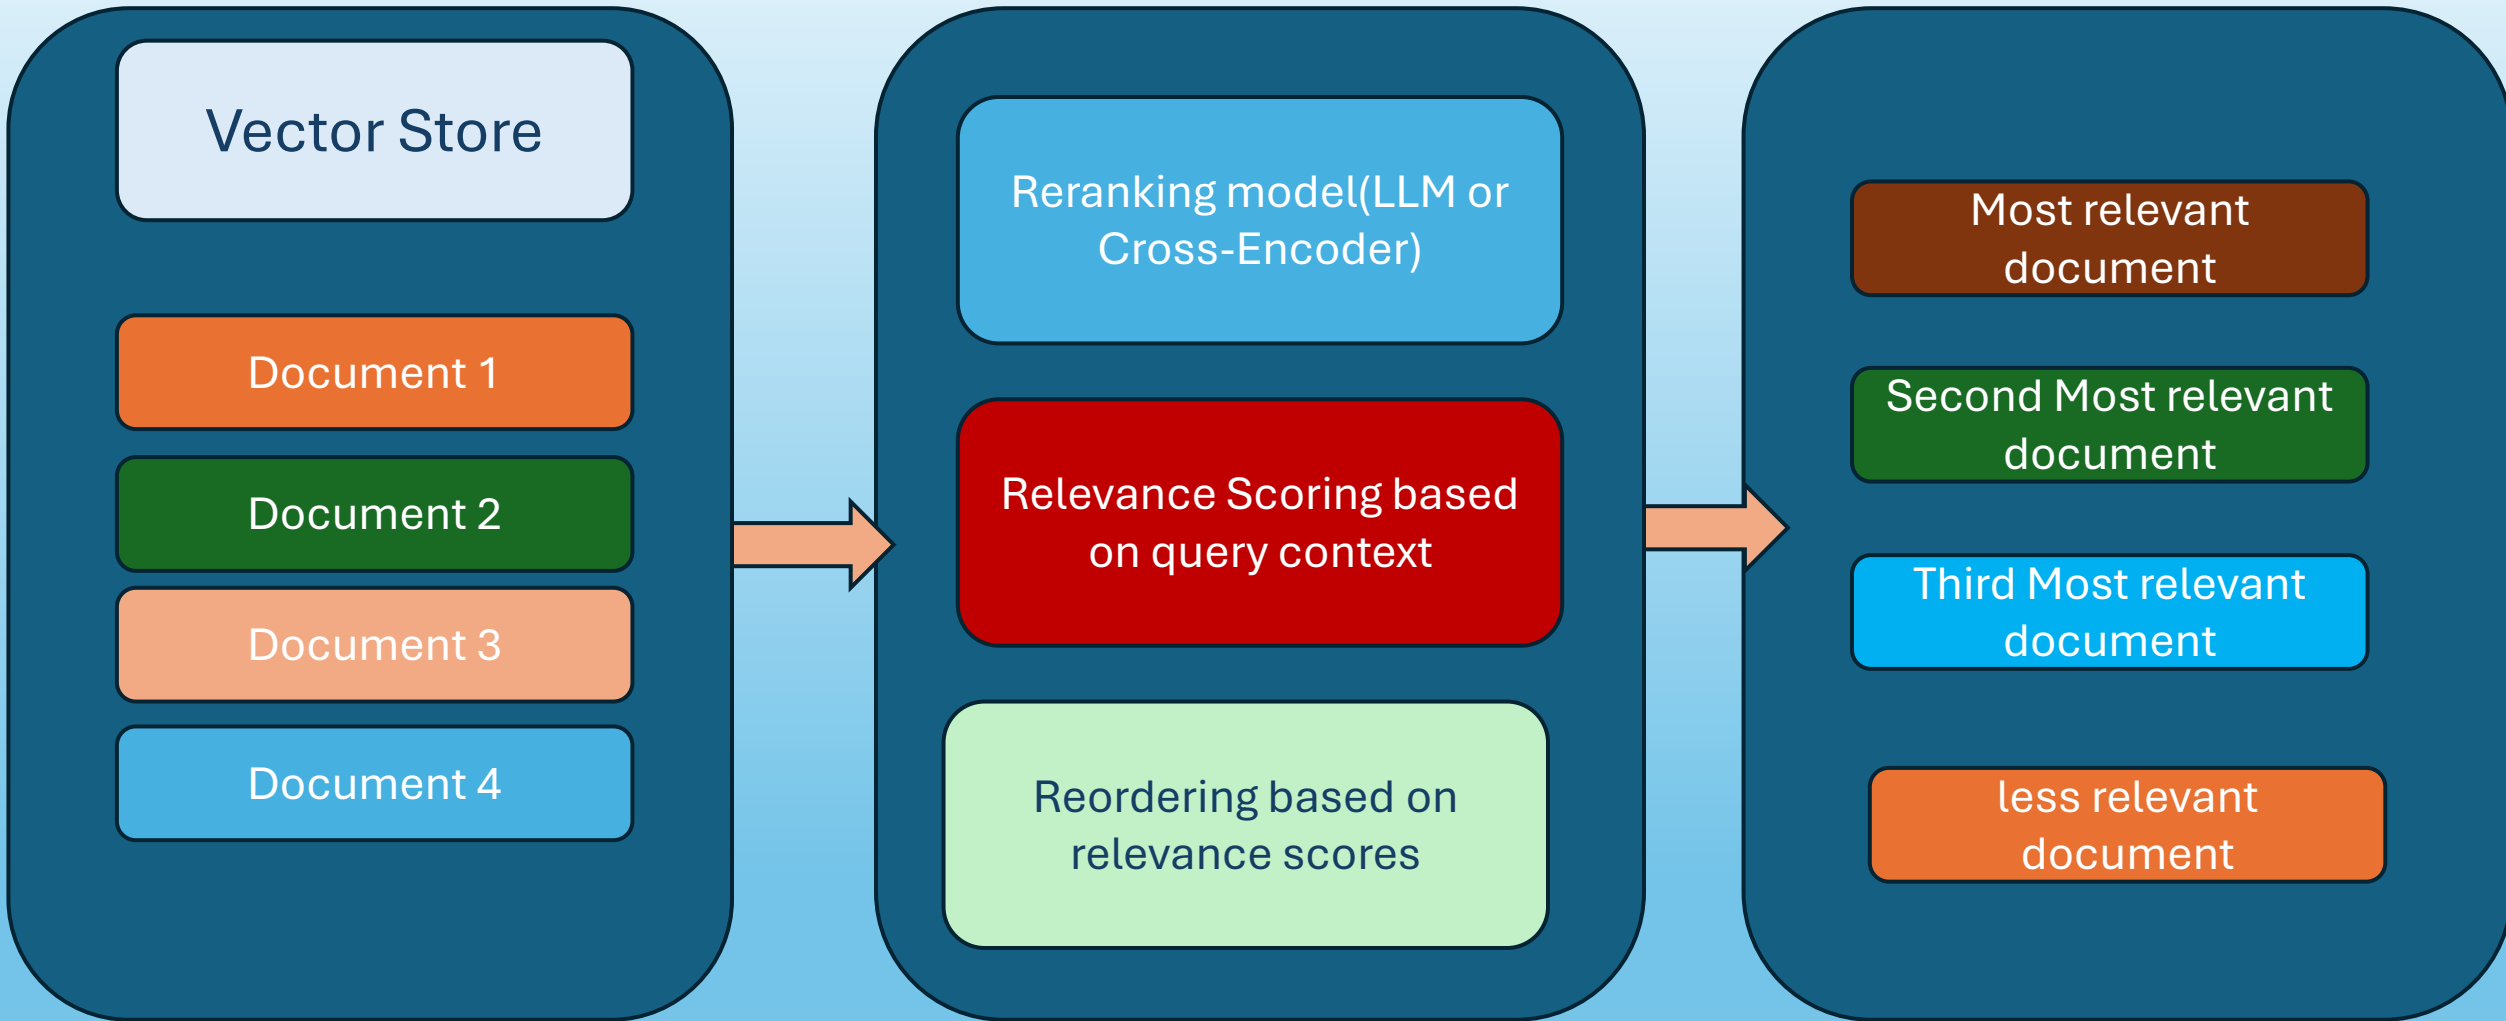 Vector Store
Document 1
Document 2
Document 3
Document 4
Reranking model(LLM or
Cross-Encoder)
Relevance Scoring based
on query context
Reordering based on
relevance scores
Most relevant
document
Second Most relevant
document
Third Most relevant
document
less relevant
document